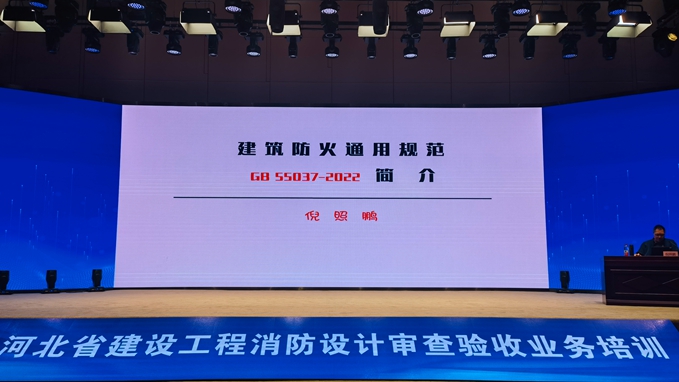 建筑防火通用规范
GB 55037-2022 简介
倪照鹏
河北省建设工程消防设计审查验收业务培训